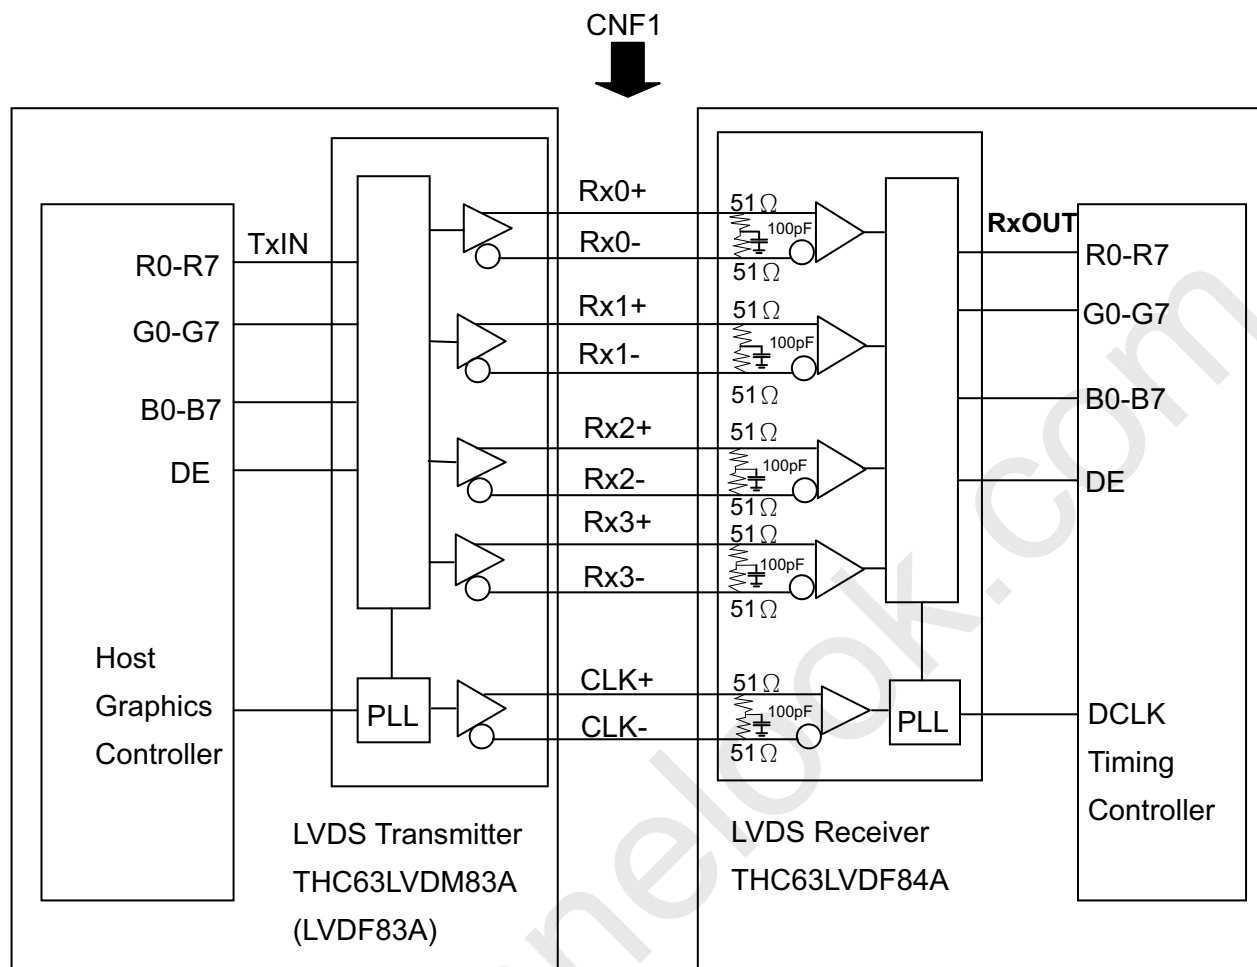 CNF1
Host
Graphics
Controller
R0-R7
G0-G7
B0-B7
DE
TxIN
PLL
LVDS Transmitter
THC63LVDM83A
(LVDF83A)
Rx0+
Rx0-
Rx1+
Rx1-
Rx2+
Rx2-
Rx3+
Rx3-
CLK+
CLK-
51Ω
100pF
51Ω
51Ω
100pF
51Ω
51Ω
100pF
51Ω
51Ω
100pF
51Ω
51Ω
100pF
51Ω
PLL
LVDS Receiver
THC63LVDF84A
RxOUT
R0-R7
G0-G7
B0-B7
DE
DCLK
Timing
Controller
nelook.com